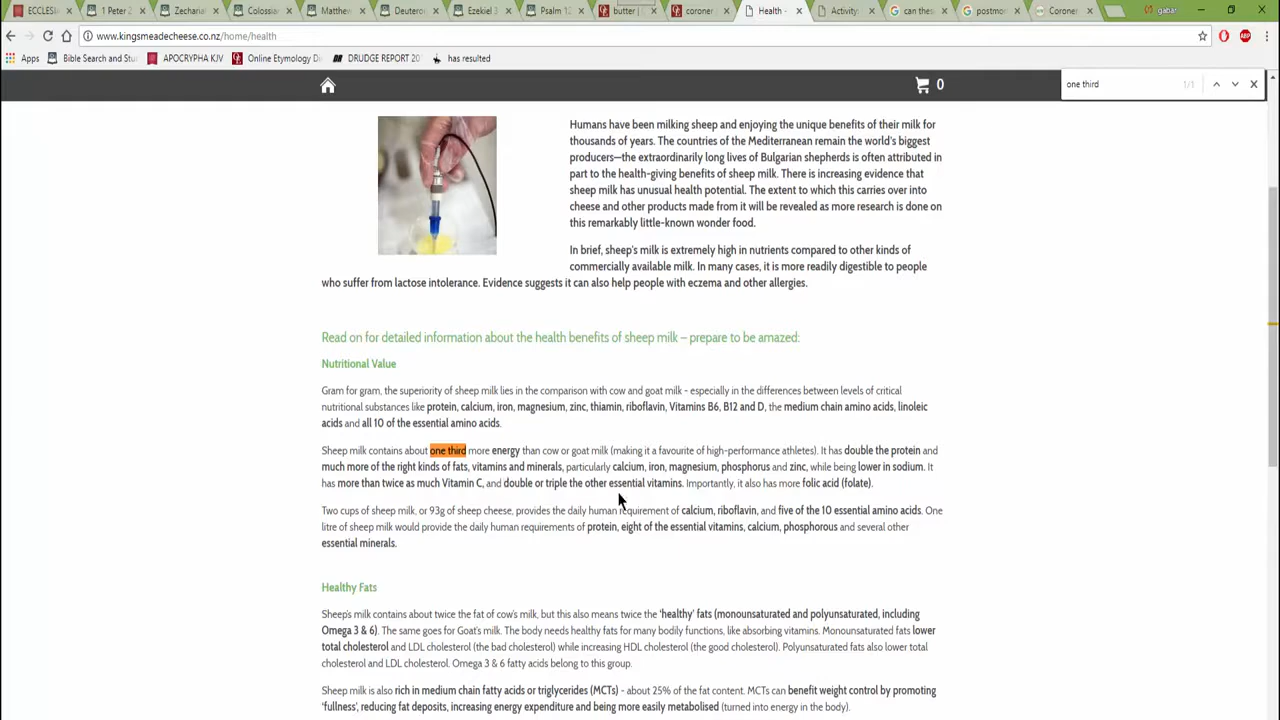 ECCLESI
1 Peter 2
Zecharia
Colossia
Matthew
Deutero
Ezekiel 3
Psalm 12
butter |
coroner
Health -
Activity
can thes
postmor
Coroner
gabar
www.kingsmeadecheese.co.nz/home/health
Apps
Bible Search and Stu
APOCRYPHA KJV
Online Etymology Di
DRUDGE REPORT 20
has resulted
0
one third
1/1
Humans have been milking sheep and enjoying the unique benefits of their milk for
thousands of years. The countries of the Mediterranean remain the world's biggest
producers—the extraordinarily long lives of Bulgarian shepherds is often attributed in
part to the health-giving benefits of sheep milk. There is increasing evidence that
sheep milk has unusual health potential. The extent to which this carries over into
cheese and other products made from it will be revealed as more research is done on
this remarkably little-known wonder food.
In brief, sheep's milk is extremely high in nutrients compared to other kinds of
commercially available milk. In many cases, it is more readily digestible to people
who suffer from lactose intolerance. Evidence suggests it can also help people with eczema and other allergies.
Read on for detailed information about the health benefits of sheep milk – prepare to be amazed:
Nutritional Value
Gram for gram, the superiority of sheep milk lies in the comparison with cow and goat milk - especially in the differences between levels of critical
nutritional substances like protein, calcium, iron, magnesium, zinc, thiamin, riboflavin, Vitamins B6, B12 and D, the medium chain amino acids, linoleic
acids and all 10 of the essential amino acids.
Sheep milk contains about one third more energy than cow or goat milk (making it a favourite of high-performance athletes). It has double the protein and
much more of the right kinds of fats, vitamins and minerals, particularly calcium, iron, magnesium, phosphorus and zinc, while being lower in sodium. It
has more than twice as much Vitamin C, and double or triple the other essential vitamins. Importantly, it also has more folic acid (folate).
Two cups of sheep milk, or 93g of sheep cheese, provides the daily human requirement of calcium, riboflavin, and five of the 10 essential amino acids. One
litre of sheep milk would provide the daily human requirements of protein, eight of the essential vitamins, calcium, phosphorous and several other
essential minerals.
Healthy Fats
Sheep's milk contains about twice the fat of cow's milk, but this also means twice the 'healthy' fats (monounsaturated and polyunsaturated, including
Omega 3 & 6). The same goes for Goat's milk. The body needs healthy fats for many bodily functions, like absorbing vitamins. Monounsaturated fats lower
total cholesterol and LDL cholesterol (the bad cholesterol) while increasing HDL cholesterol (the good cholesterol). Polyunsaturated fats also lower total
cholesterol and LDL cholesterol. Omega 3 & 6 fatty acids belong to this group.
Sheep milk is also rich in medium chain fatty acids or triglycerides (MCTs) - about 25% of the fat content. MCTs can benefit weight control by promoting
'fullness', reducing fat deposits, increasing energy expenditure and being more easily metabolised (turned into energy in the body).